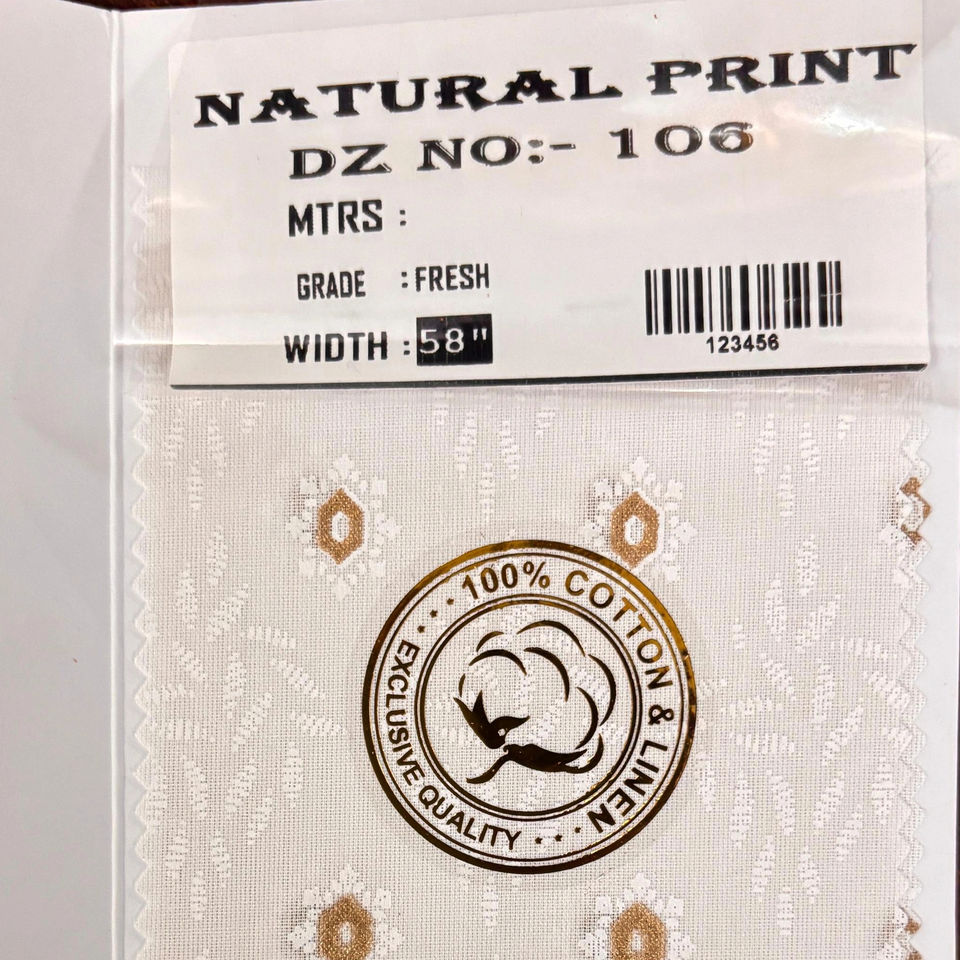 NATURAL PRINT
DZ NO:- 106
MTRS :
GRADE : FRESH
WIDTH : 58"
123456
100% COTTON & LINEN
EXCLUSIVE QUALITY